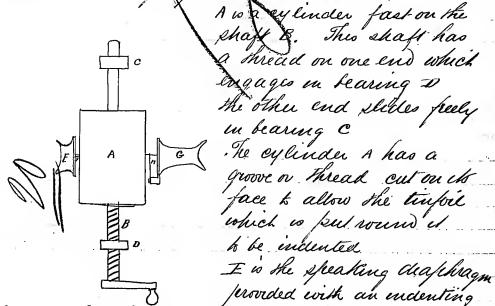 A is a cylinder fast on the
shaft B. This shaft has
a thread on one end which
engages in bearing D
the other end slides freely
in bearing C
The cylinder A has a
groove or thread cut on its
face to allow the tinfoil
which is put round it
to be indented
E is the speaking diaphragm
provided with an indenting
C
E
A
G
B
D